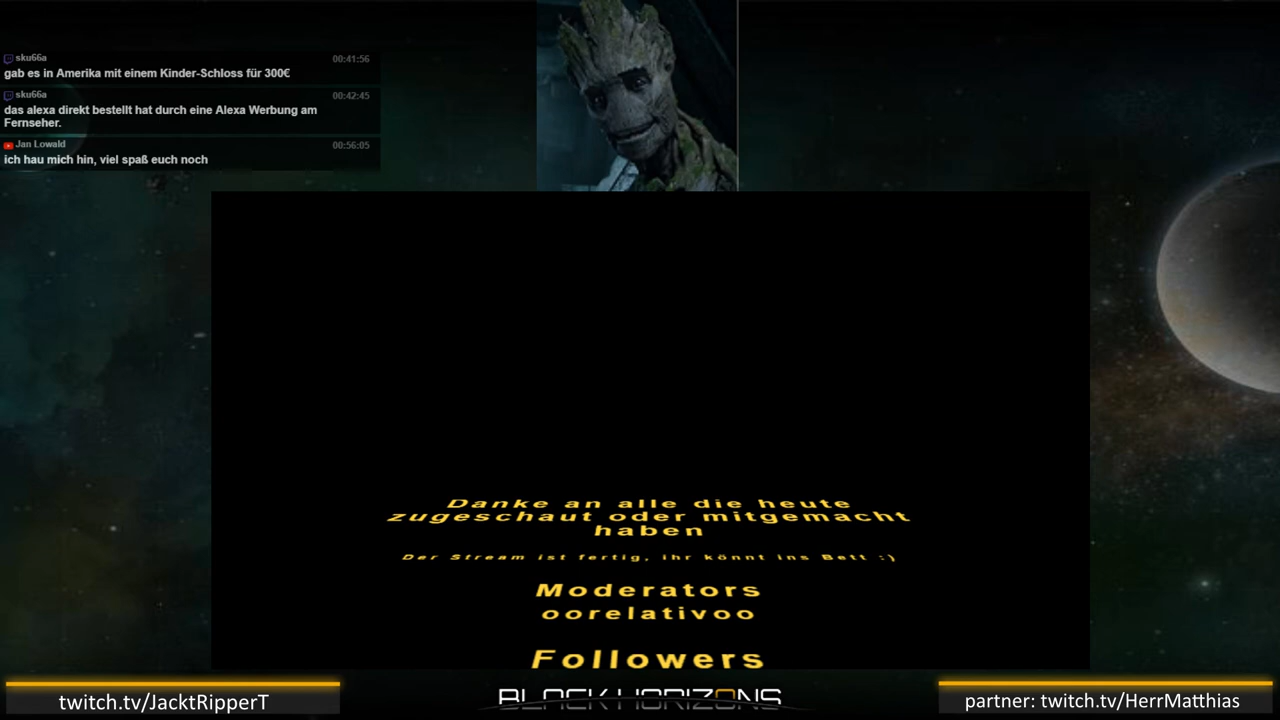 sku66a 00:41:56
gab es in Amerika mit einem Kinder-Schloss für 300€
sku66a 00:42:45
das alexa direkt bestellt hat durch eine Alexa Werbung am
Fernseher.
Jan Lowald 00:56:05
ich hau mich hin, viel spaß euch noch
Danke an alle die heute
zugeschaut oder mitgemacht
haben
Der Stream ist fertig, ihr könnt ins Bett :)
Moderators
oorelativoo
Followers
twitch.tv/JacktRipperT
BLACK HORIZONS
partner: twitch.tv/HerrMatthias